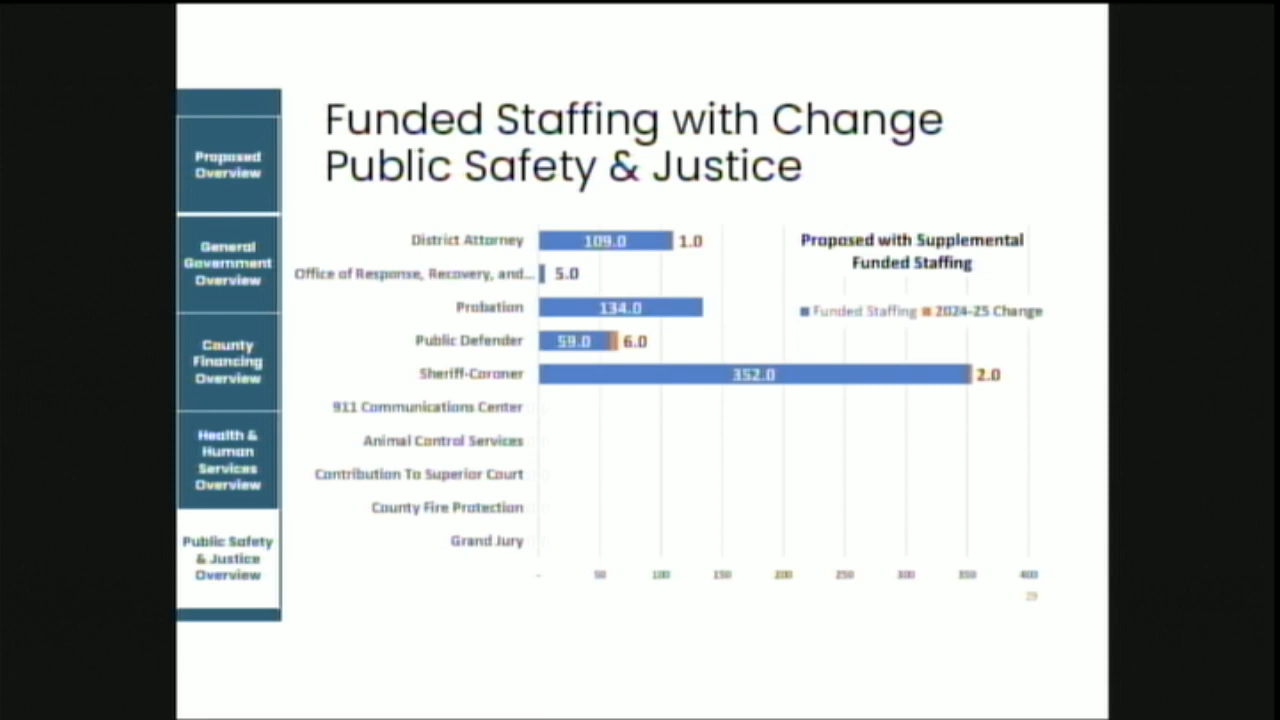 Proposed
Overview
General
Government
Overview
County
Financing
Overview
Health &
Human
Services
Overview
Public Safety
& Justice
Overview
Funded Staffing with Change
Public Safety & Justice
District Attorney 109.0 1.0
Office of Response, Recovery, and... 5.0
Probation 134.0
Public Defender 59.0 6.0
Sheriff-Coroner 352.0 2.0
911 Communications Center
Animal Control Services
Contribution To Superior Court
County Fire Protection
Grand Jury
Proposed with Supplemental
Funded Staffing
Funded Staffing 2024-25 Change
- 50 100 150 200 250 300 350 400
29